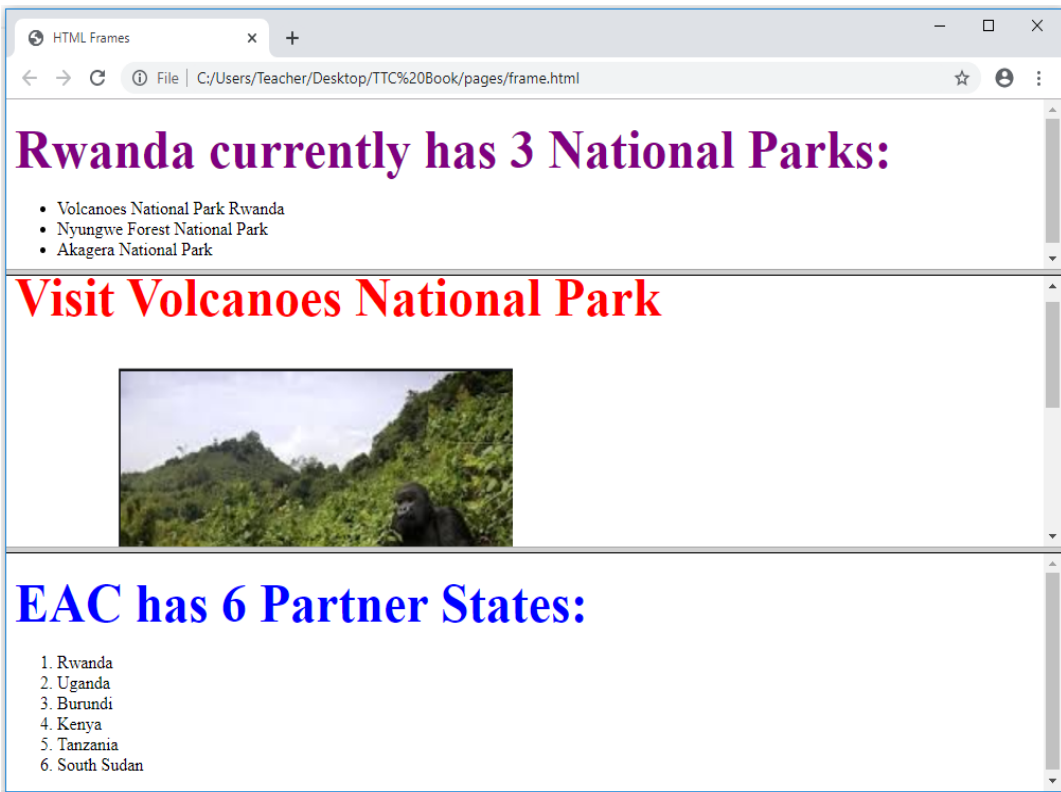 HTML Frames
File | C:/Users/Teacher/Desktop/TTC%20Book/pages/frame.html
Rwanda currently has 3 National Parks:
• Volcanoes National Park Rwanda
• Nyungwe Forest National Park
• Akagera National Park
Visit Volcanoes National Park
EAC has 6 Partner States:
1. Rwanda
2. Uganda
3. Burundi
4. Kenya
5. Tanzania
6. South Sudan